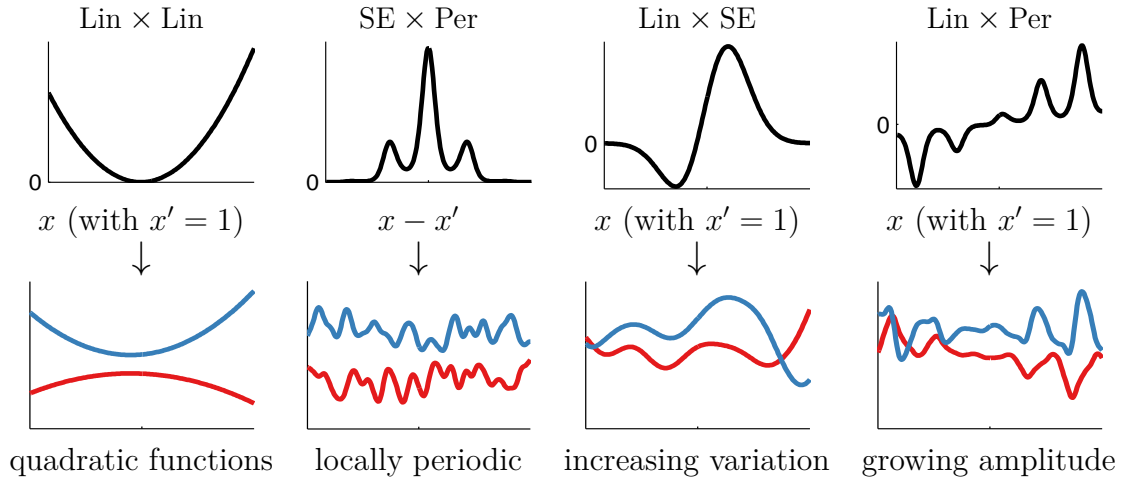 Lin × Lin
SE × Per
Lin × SE
Lin × Per
0
0
0
0
x (with x′ = 1)
x − x′
x (with x′ = 1)
x (with x′ = 1)
↓
↓
↓
↓
quadratic functions
locally periodic
increasing variation
growing amplitude